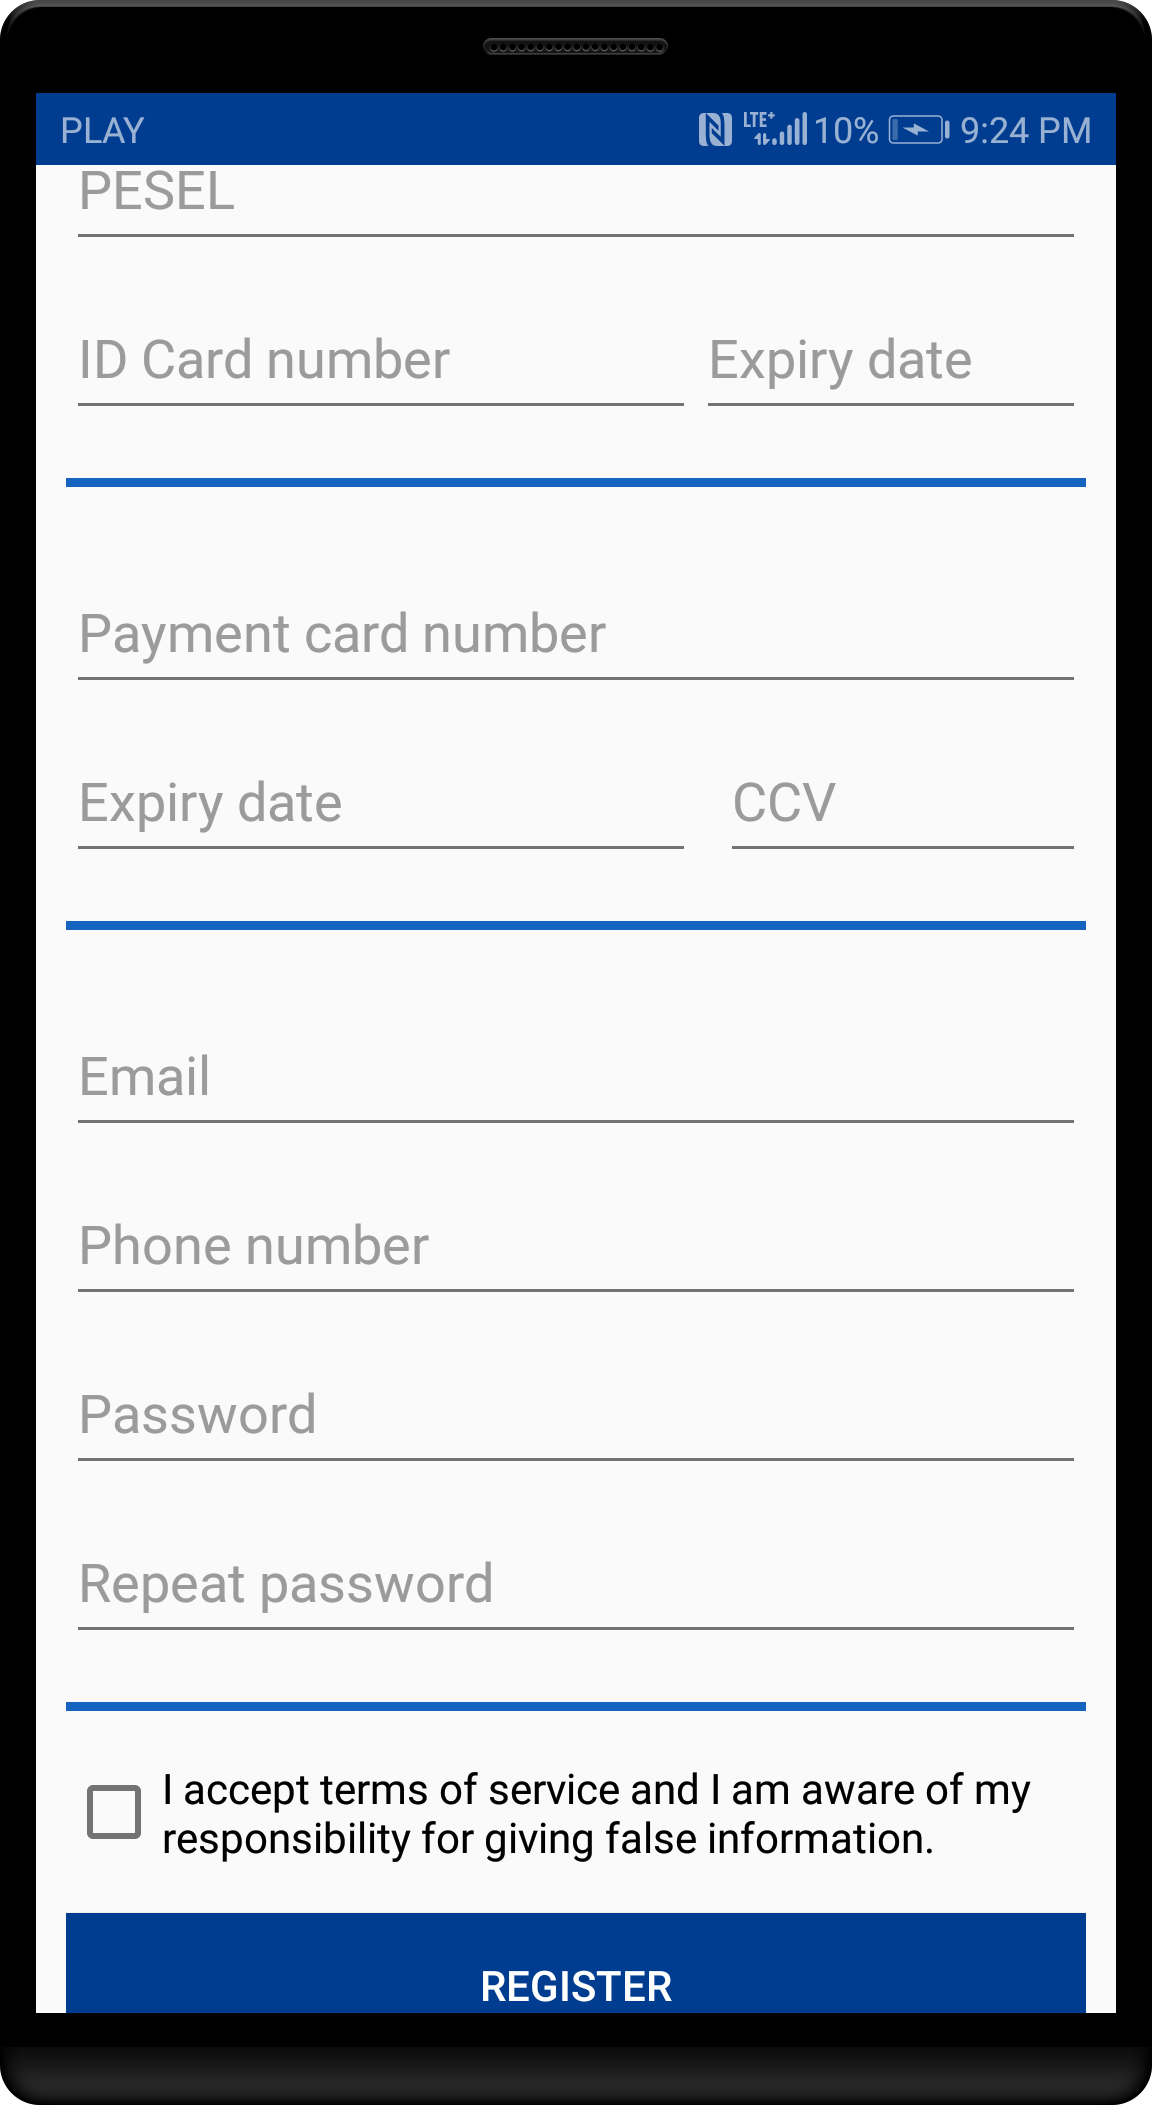 PLAY LTE+ 10% 9:24 PM
PESEL
ID Card number Expiry date
Payment card number
Expiry date CCV
Email
Phone number
Password
Repeat password
I accept terms of service and I am aware of my
responsibility for giving false information.
REGISTER